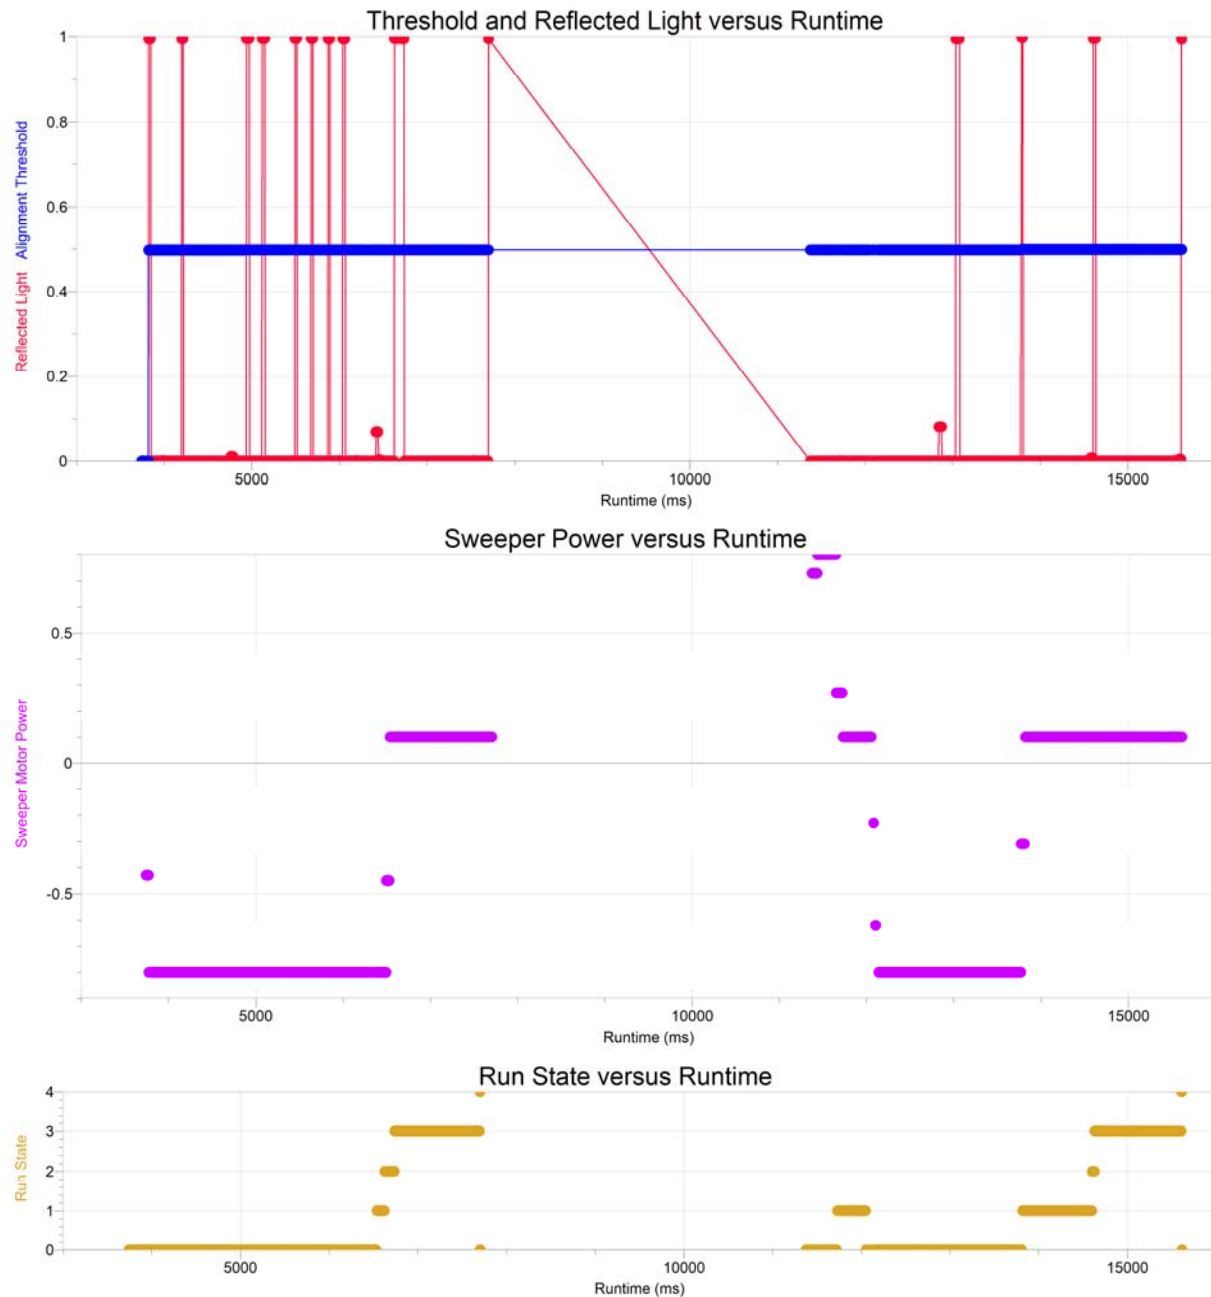 Threshold and Reflected Light versus Runtime
1
0.8
0.6
0.4
0.2
0
Reflected Light Alignment Threshold
5000 10000 15000
Runtime (ms)
Sweeper Power versus Runtime
0.5
0
-0.5
Sweeper Motor Power
5000 10000 15000
Runtime (ms)
Run State versus Runtime
4
3
2
1
0
Run State
5000 10000 15000
Runtime (ms)